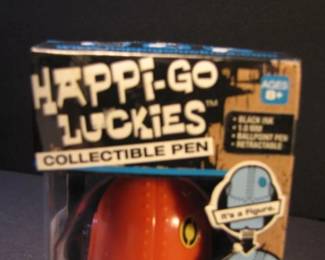 HAPPI-GO
LUCKIES™
COLLECTIBLE PEN
AGES
8+
• BLACK INK
• 1.0 MM
• BALLPOINT PEN
• RETRACTABLE
It's a Figure.